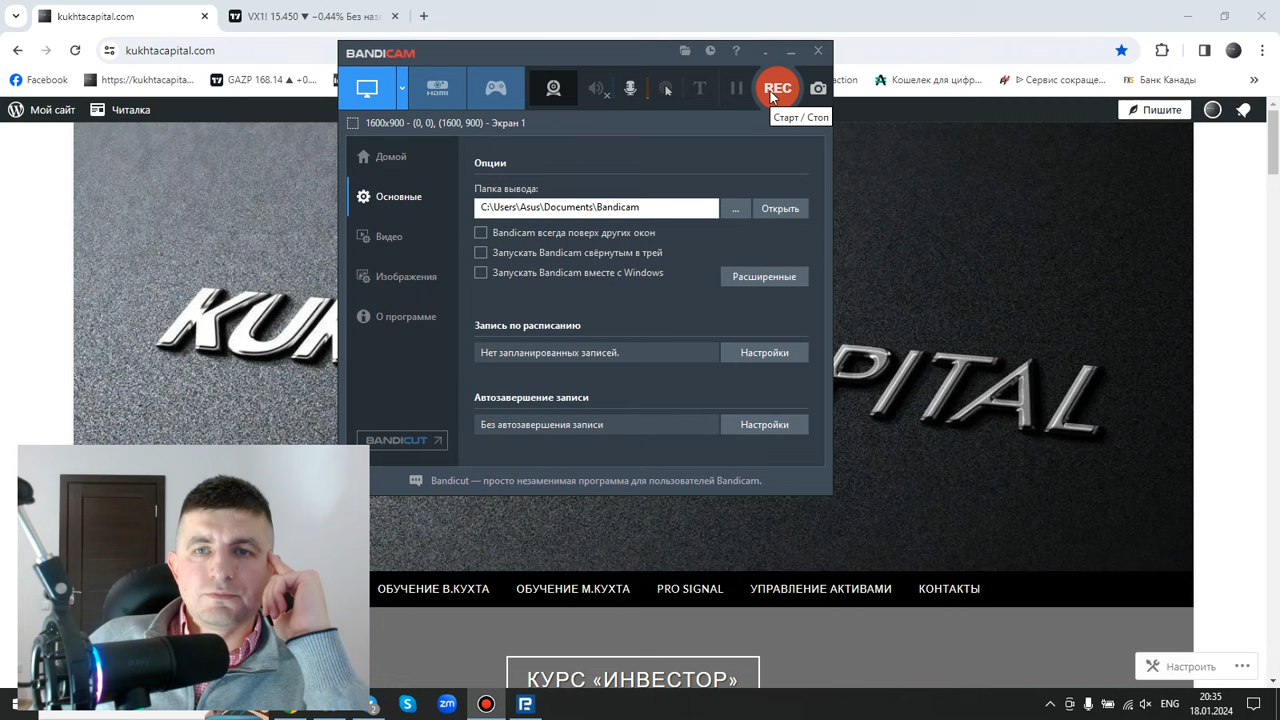 kukhtacapital.com
VX1! 15.450 ▼ −0.44% Без наз
kukhtacapital.com
Facebook
https://kukhtacapita
GAZP 168.14 ▲ +0.
ction
Кошелек для цифр
Сервис сокраще
FXS
Банк Канады
Мой сайт
Читалка
Пишите
BANDICAM
HDMI
T
REC
Старт / Стоп
1600x900 - (0, 0), (1600, 900) - Экран 1
Домой
Основные
Видео
Изображения
О программе
BANDICUT
Опции
Папка вывода:
C:\Users\Asus\Documents\Bandicam
...
Открыть
Bandicam всегда поверх других окон
Запускать Bandicam свёрнутым в трей
Запускать Bandicam вместе с Windows
Расширенные
Запись по расписанию
Нет запланированных записей.
Настройки
Автозавершение записи
Без автозавершения записи
Настройки
Bandicut — просто незаменимая программа для пользователей Bandicam.
KU
PITAL
ОБУЧЕНИЕ В.КУХТА
ОБУЧЕНИЕ М.КУХТА
PRO SIGNAL
УПРАВЛЕНИЕ АКТИВАМИ
КОНТАКТЫ
КУРС «ИНВЕСТОР»
Настроить
zm
ENG
20:35
18.01.2024